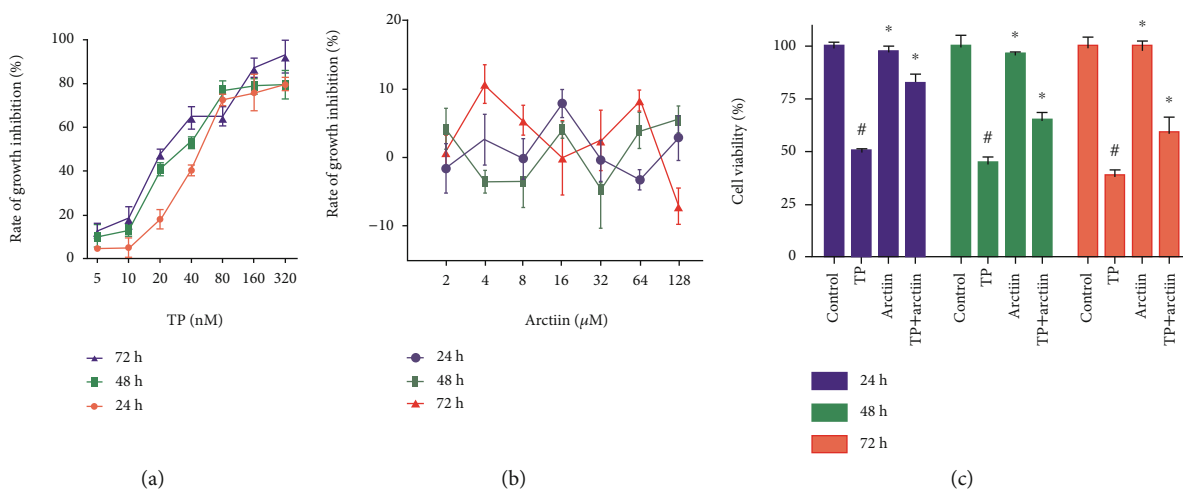 Rate of growth inhibition (%)
100
80
60
40
20
0
5 10 20 40 80 160 320
TP (nM)
72 h
48 h
24 h
(a)
Rate of growth inhibition (%)
20
10
0
−10
2 4 8 16 32 64 128
Arctiin (μM)
24 h
48 h
72 h
(b)
Cell viability (%)
100
75
50
25
0
# * *
# * *
# * *
Control TP Arctiin TP+arctiin Control TP Arctiin TP+arctiin Control TP Arctiin TP+arctiin
24 h
48 h
72 h
(c)